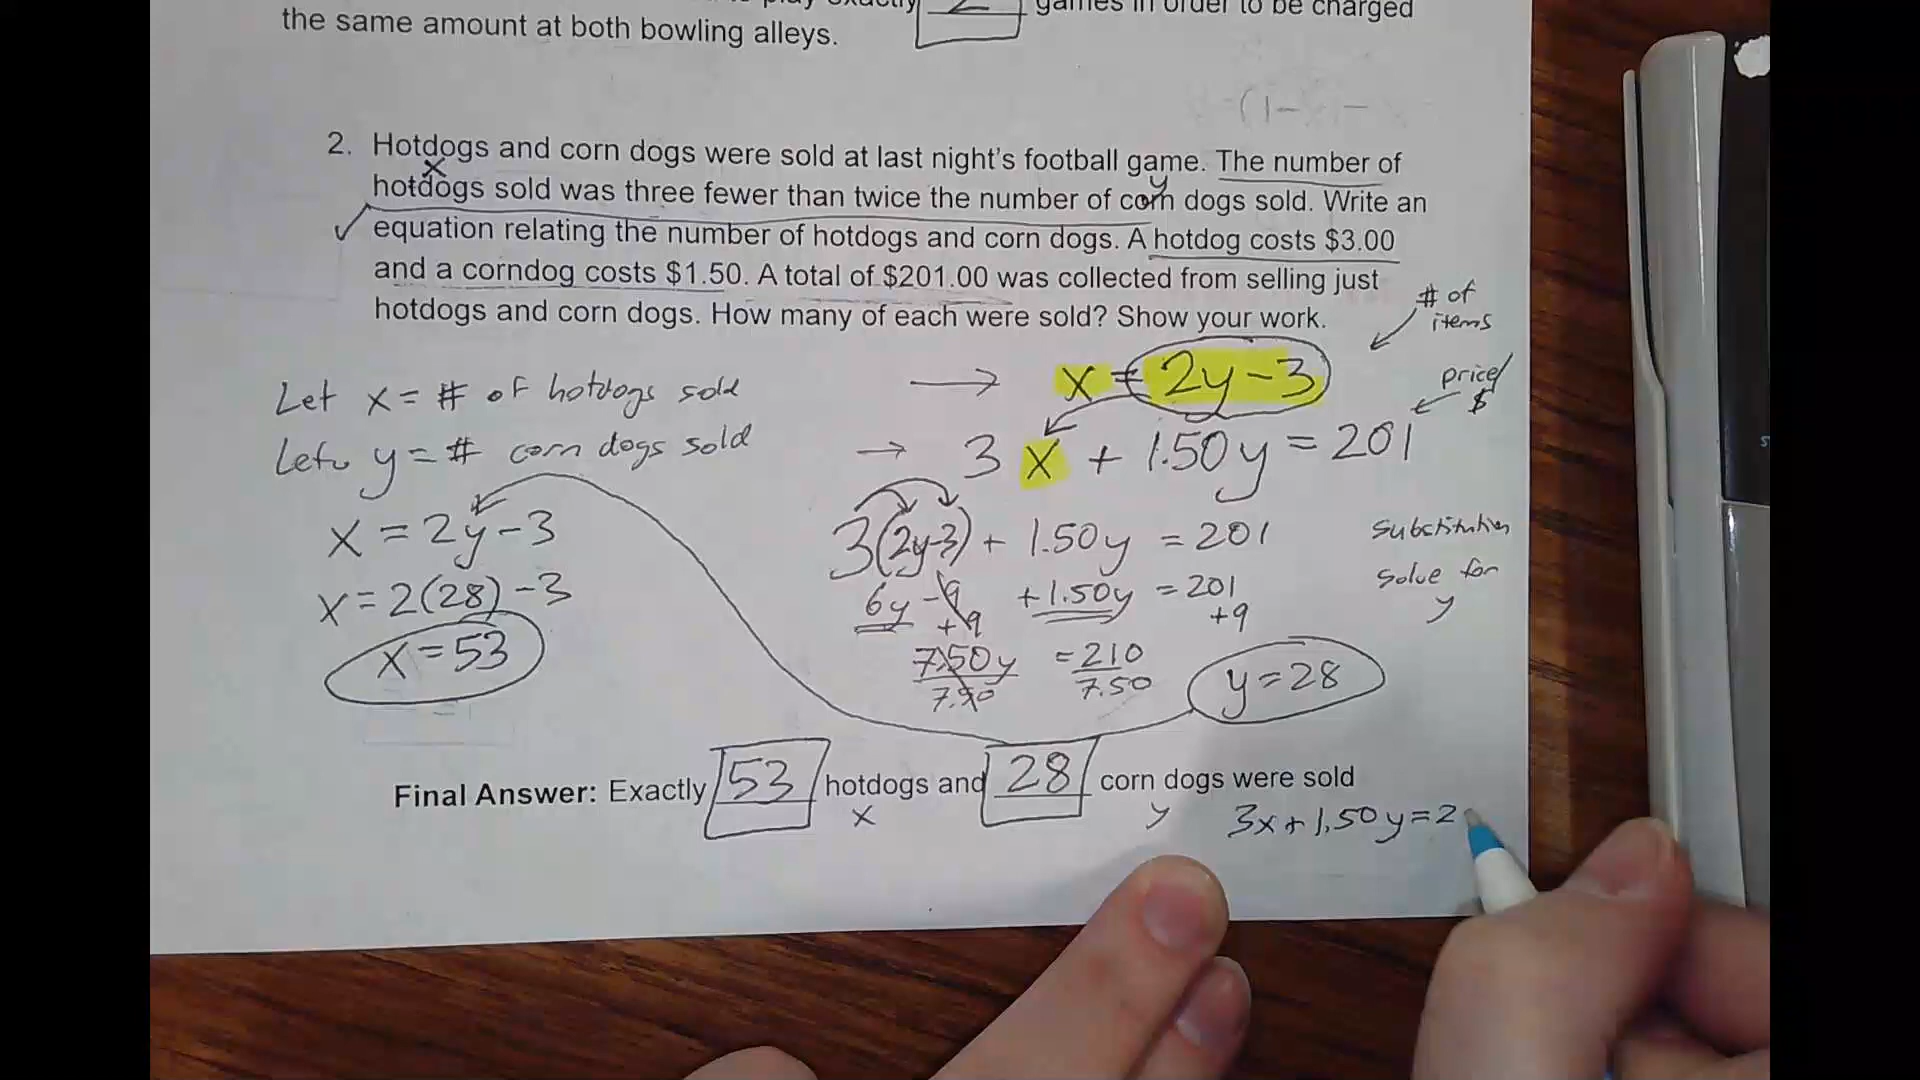 games in order to be charged
the same amount at both bowling alleys.
2. Hotdogs and corn dogs were sold at last night's football game. The number of
x
y
hotdogs sold was three fewer than twice the number of corn dogs sold. Write an
✓ equation relating the number of hotdogs and corn dogs. A hotdog costs $3.00
and a corndog costs $1.50. A total of $201.00 was collected from selling just
hotdogs and corn dogs. How many of each were sold? Show your work.
# of
items
Let x = # of hotdogs sold → x = 2y - 3
price/
$
Let y = # corn dogs sold → 3 x + 1.50y = 201
x = 2y - 3
x = 2(28) - 3
x = 53
3(2y-3) + 1.50y = 201
6y - 9 + 1.50y = 201
+9 +9
7.50y = 210
7.50 7.50
y = 28
substitution
solve for
y
Final Answer: Exactly 53 hotdogs and 28 corn dogs were sold
x y
3x + 1.50y = 2